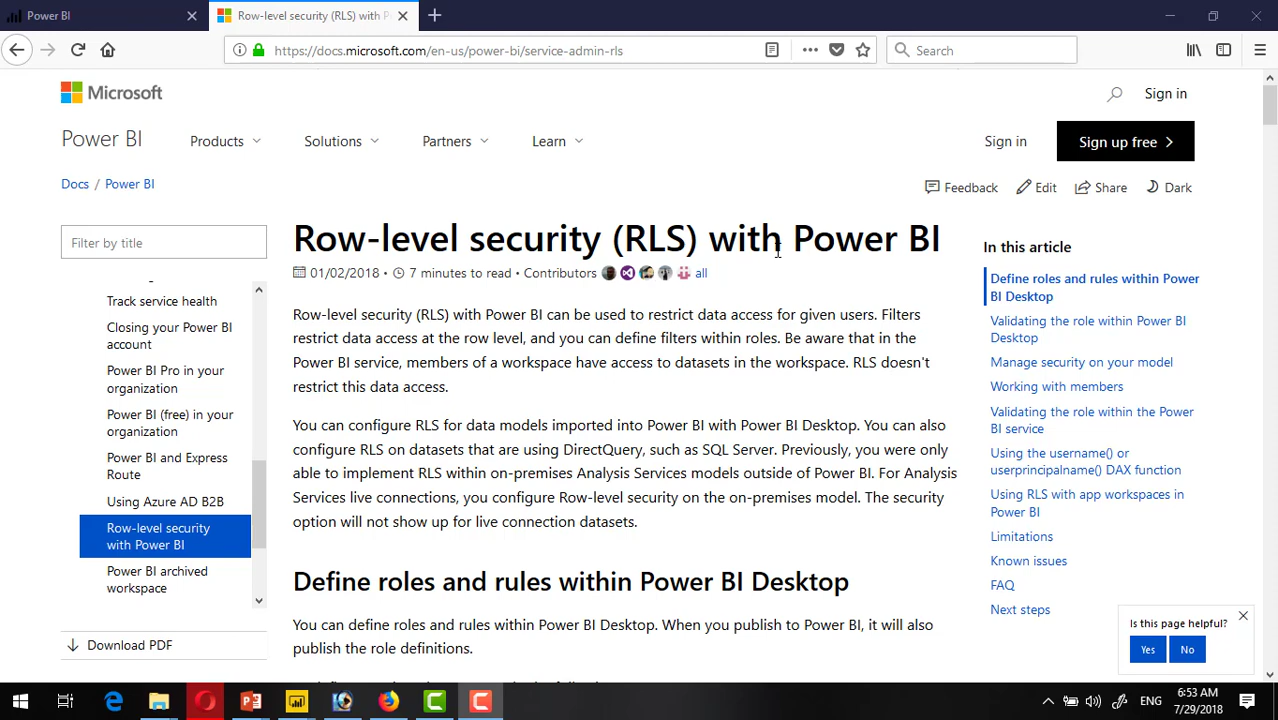 Power BI
Row-level security (RLS) with P
https://docs.microsoft.com/en-us/power-bi/service-admin-rls
Search
Microsoft
Sign in
Power BI
Products
Solutions
Partners
Learn
Sign in
Sign up free
Docs / Power BI
Feedback
Edit
Share
Dark
Filter by title
Track service health
Closing your Power BI
account
Power BI Pro in your
organization
Power BI (free) in your
organization
Power BI and Express
Route
Using Azure AD B2B
Row-level security
with Power BI
Power BI archived
workspace
Download PDF
Row-level security (RLS) with Power BI
01/02/2018 • 7 minutes to read • Contributors all
Row-level security (RLS) with Power BI can be used to restrict data access for given users. Filters
restrict data access at the row level, and you can define filters within roles. Be aware that in the
Power BI service, members of a workspace have access to datasets in the workspace. RLS doesn't
restrict this data access.
You can configure RLS for data models imported into Power BI with Power BI Desktop. You can also
configure RLS on datasets that are using DirectQuery, such as SQL Server. Previously, you were only
able to implement RLS within on-premises Analysis Services models outside of Power BI. For Analysis
Services live connections, you configure Row-level security on the on-premises model. The security
option will not show up for live connection datasets.
Define roles and rules within Power BI Desktop
You can define roles and rules within Power BI Desktop. When you publish to Power BI, it will also
publish the role definitions.
In this article
Define roles and rules within Power
BI Desktop
Validating the role within Power BI
Desktop
Manage security on your model
Working with members
Validating the role within the Power
BI service
Using the username() or
userprincipalname() DAX function
Using RLS with app workspaces in
Power BI
Limitations
Known issues
FAQ
Next steps
Is this page helpful?
Yes
No
ENG
6:53 AM
7/29/2018